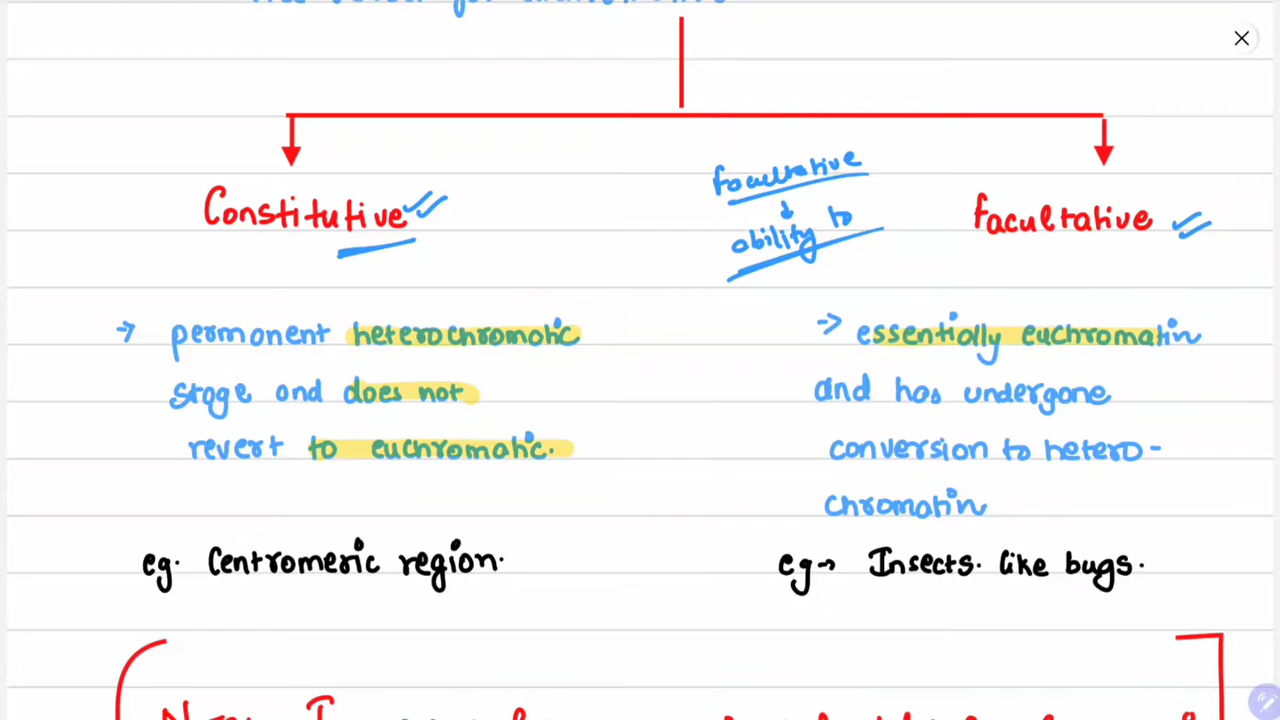 facultative
ability to
Constitutive
facultative
→ permanent heterochromatic
stage and does not
revert to euchromatic.
eg. Centromeric region.
→ essentially euchromatin
and has undergone
conversion to hetero-
chromatin
eg→ Insects. like bugs.